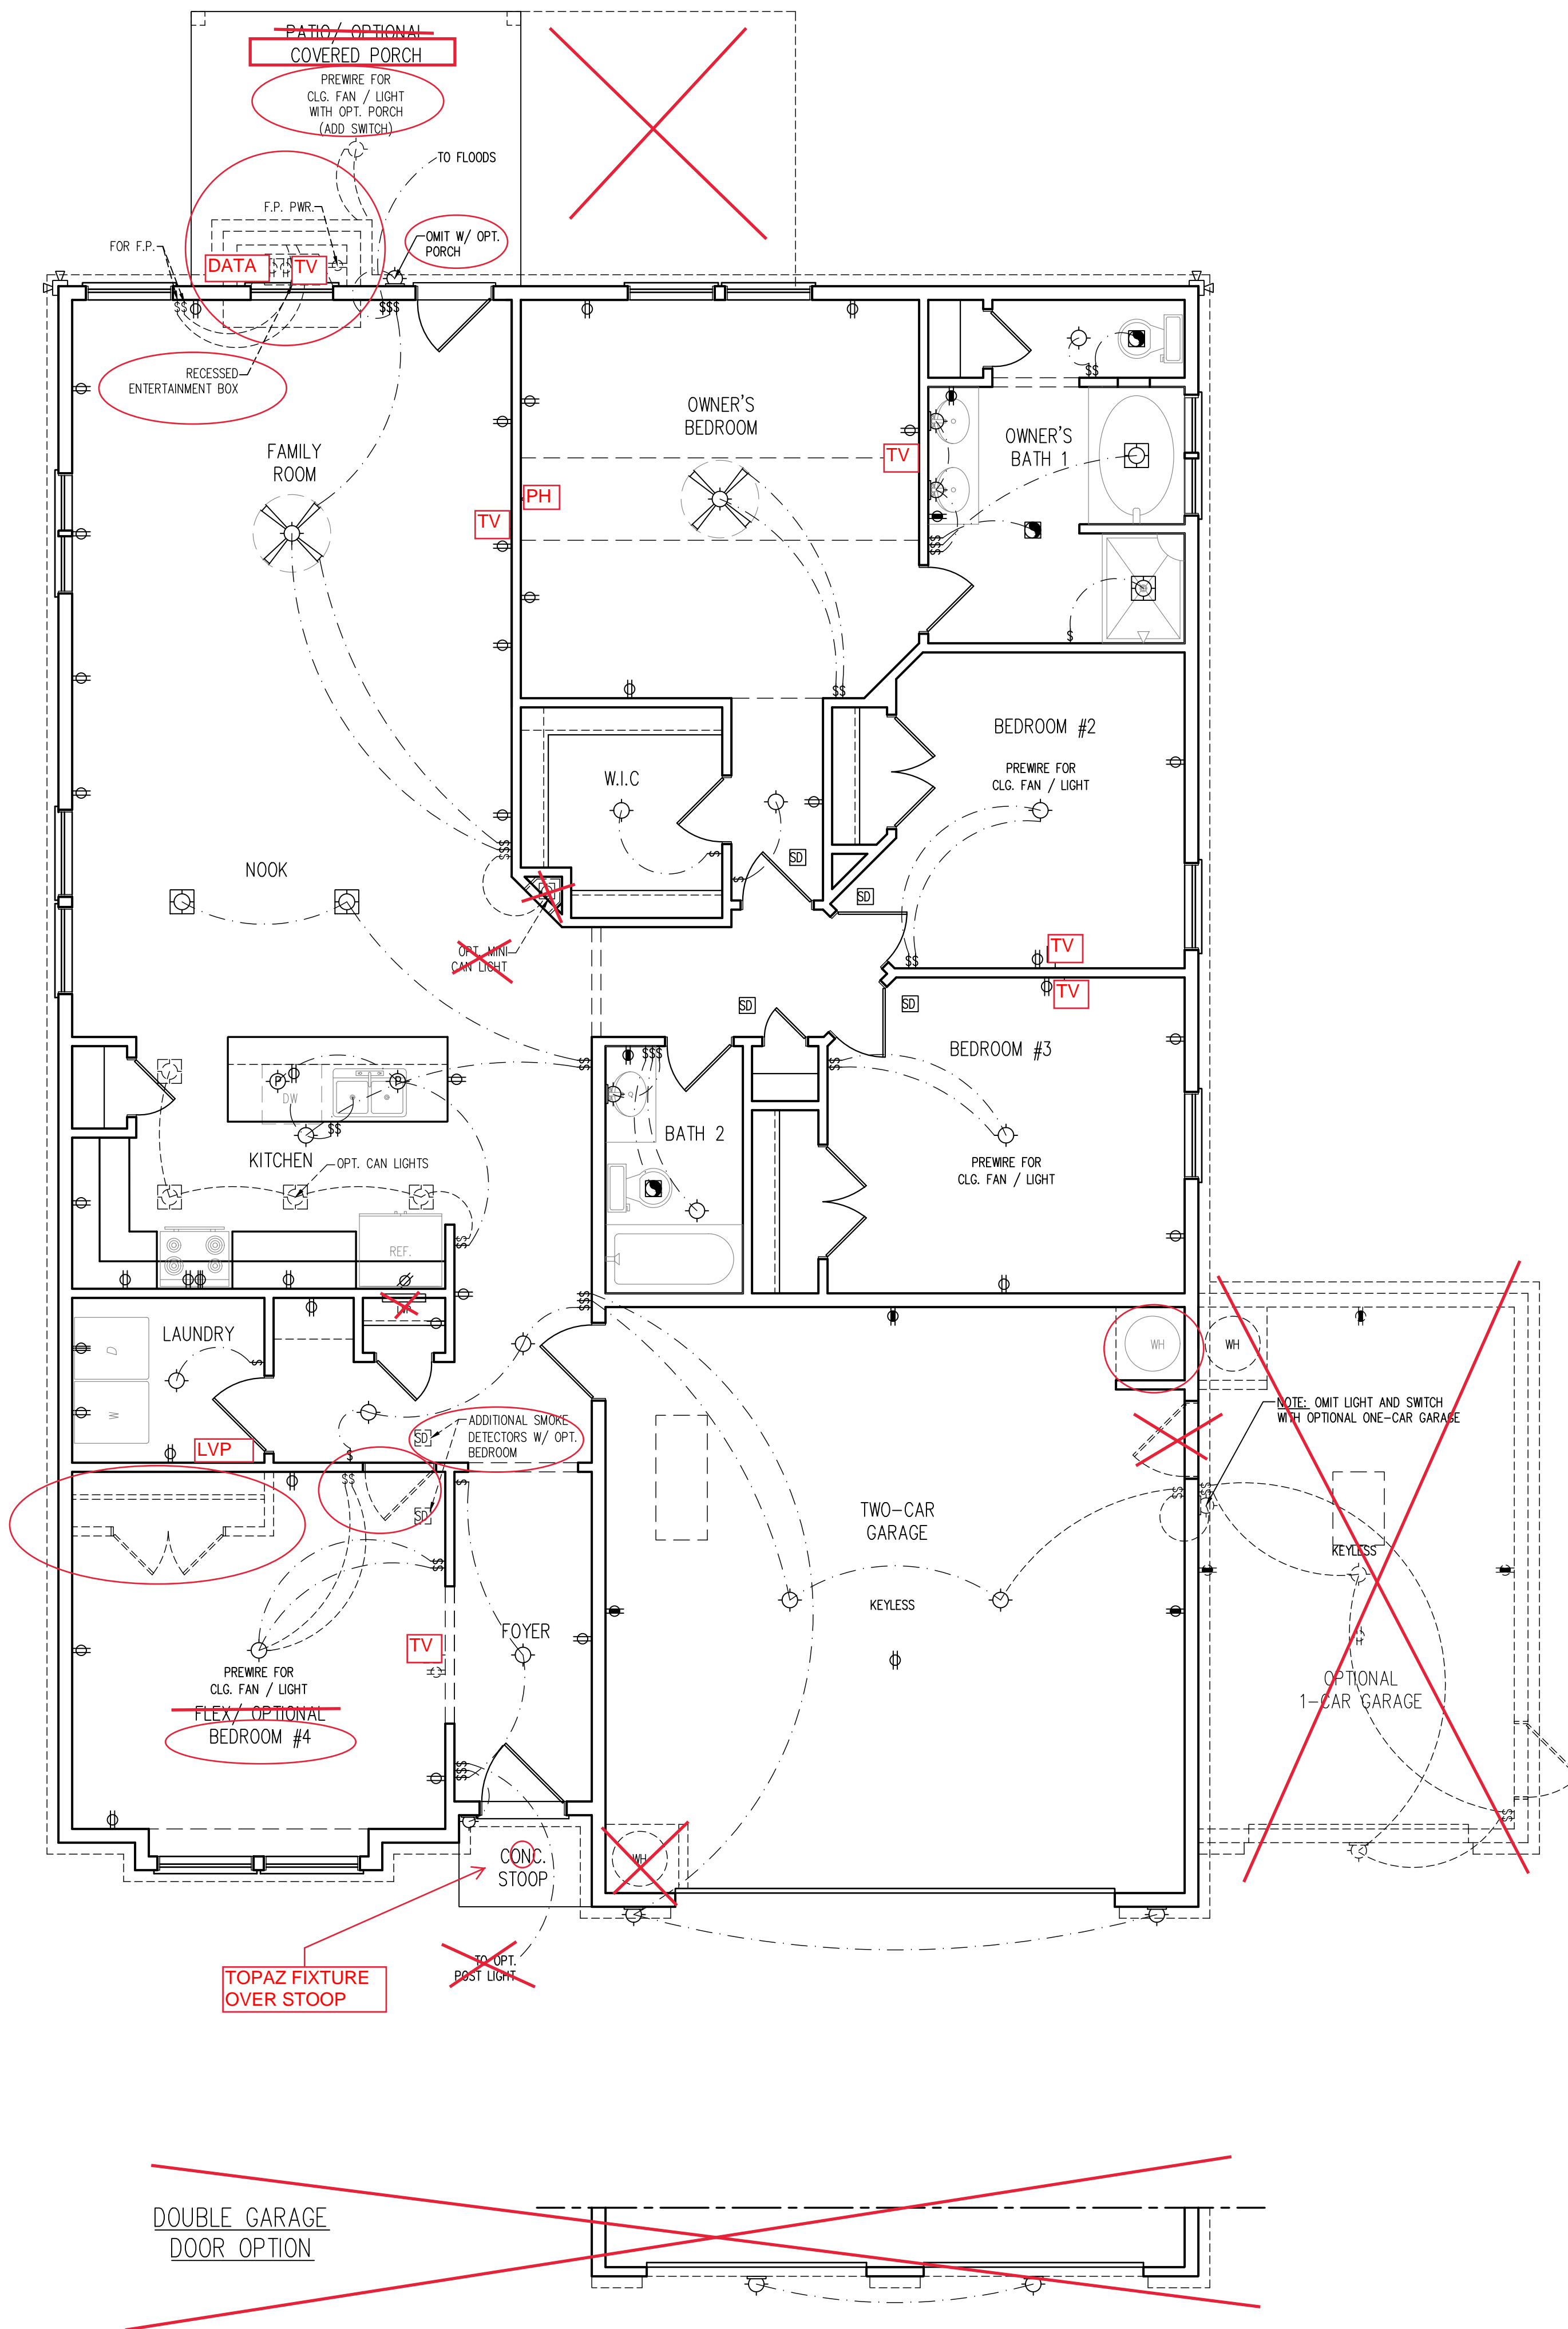 PATIO/ OPTIONAL
COVERED PORCH
PREWIRE FOR
CLG. FAN / LIGHT
WITH OPT. PORCH
(ADD SWITCH)
TO FLOODS
F.P. PWR.
FOR F.P.
OMIT W/ OPT.
PORCH
DATA
TV
$$
$$$
RECESSED
ENTERTAINMENT BOX
FAMILY
ROOM
OWNER'S
BEDROOM
OWNER'S
BATH 1
$$
TV
PH
TV
$$$
$
$$
BEDROOM #2
PREWIRE FOR
CLG. FAN / LIGHT
W.I.C
$
$
$$$
SD
SD
NOOK
OPT. MINI
CAN LIGHT
TV
$$
TV
SD
SD
BEDROOM #3
$$
$$$
$$
P
P
DW
$$
KITCHEN
OPT. CAN LIGHTS
BATH 2
PREWIRE FOR
CLG. FAN / LIGHT
REF.
$$
LAUNDRY
D
W
$
$$$
WH
WH
NOTE: OMIT LIGHT AND SWITCH
WITH OPTIONAL ONE-CAR GARAGE
ADDITIONAL SMOKE
DETECTORS W/ OPT.
BEDROOM
SD
LVP
$
$$
SD
$
$$
$$
$$
TWO-CAR
GARAGE
KEYLESS
KEYLESS
FOYER
TV
PREWIRE FOR
CLG. FAN / LIGHT
FLEX/ OPTIONAL
BEDROOM #4
OPTIONAL
1-CAR GARAGE
$$$
$$
CONC.
STOOP
WH
TO OPT.
POST LIGHT
TOPAZ FIXTURE
OVER STOOP
DOUBLE GARAGE
DOOR OPTION